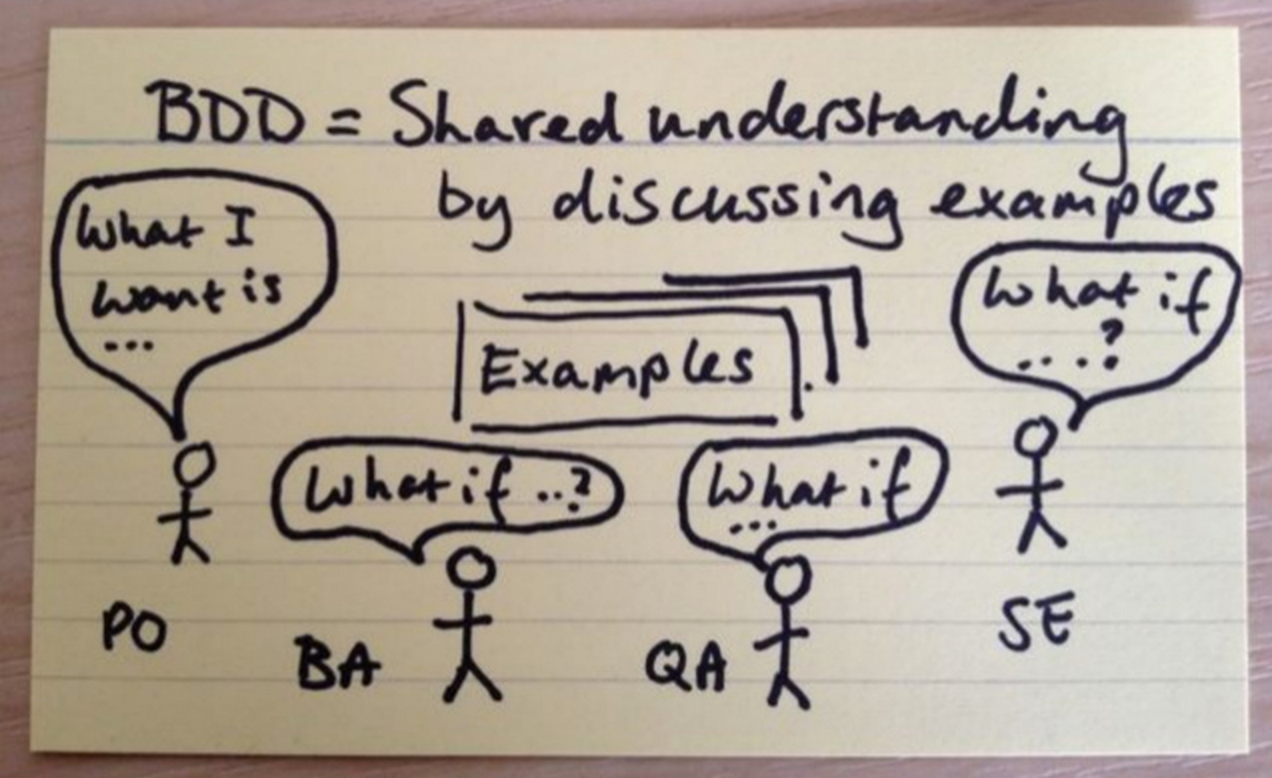 BDD = Shared understanding
by discussing examples
What I
want is
...
Examples
What if
....?
What if ..?
What if
...
PO
BA
QA
SE